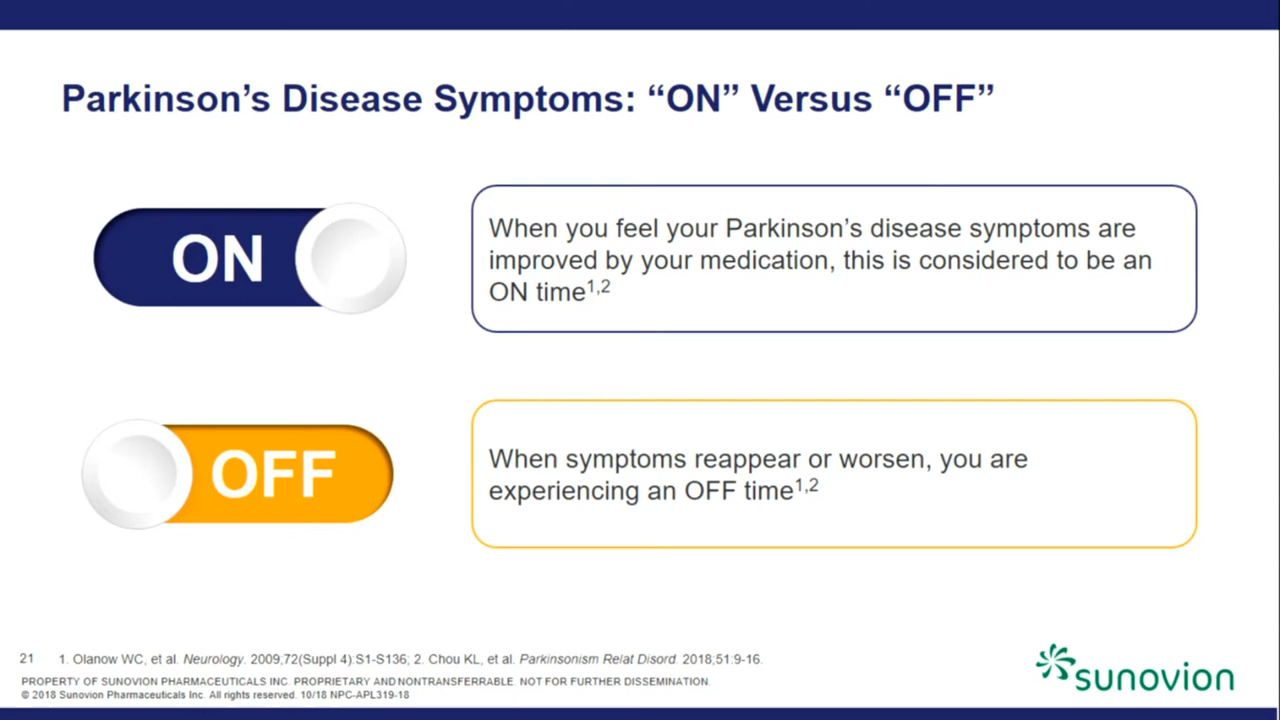 Parkinson’s Disease Symptoms: “ON” Versus “OFF”
ON
When you feel your Parkinson’s disease symptoms are
improved by your medication, this is considered to be an
ON time1,2
OFF
When symptoms reappear or worsen, you are
experiencing an OFF time1,2
21 1. Olanow WC, et al. Neurology. 2009;72(Suppl 4):S1-S136; 2. Chou KL, et al. Parkinsonism Relat Disord. 2018;51:9-16.
PROPERTY OF SUNOVION PHARMACEUTICALS INC. PROPRIETARY AND NONTRANSFERRABLE. NOT FOR FURTHER DISSEMINATION.
© 2018 Sunovion Pharmaceuticals Inc. All rights reserved. 10/18 NPC-APL319-18
sunovion